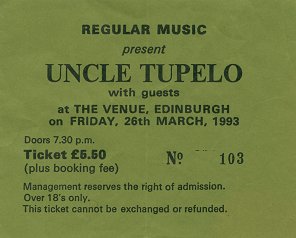 REGULAR MUSIC
present
UNCLE TUPELO
with guests
at THE VENUE, EDINBURGH
on FRIDAY, 26th MARCH, 1993
Doors 7.30 p.m.
Ticket £5.50 Nº 103
(plus booking fee)
Management reserves the right of admission.
Over 18's only.
This ticket cannot be exchanged or refunded.